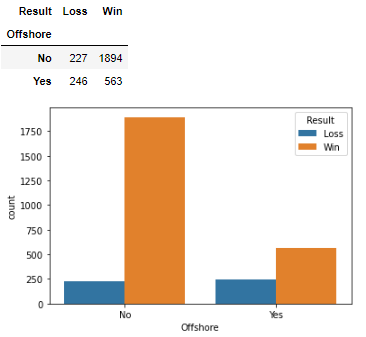 Result Loss Win
Offshore
No 227 1894
Yes 246 563
Result
Loss
Win
1750
1500
1250
1000
750
500
250
0
count
No Yes
Offshore